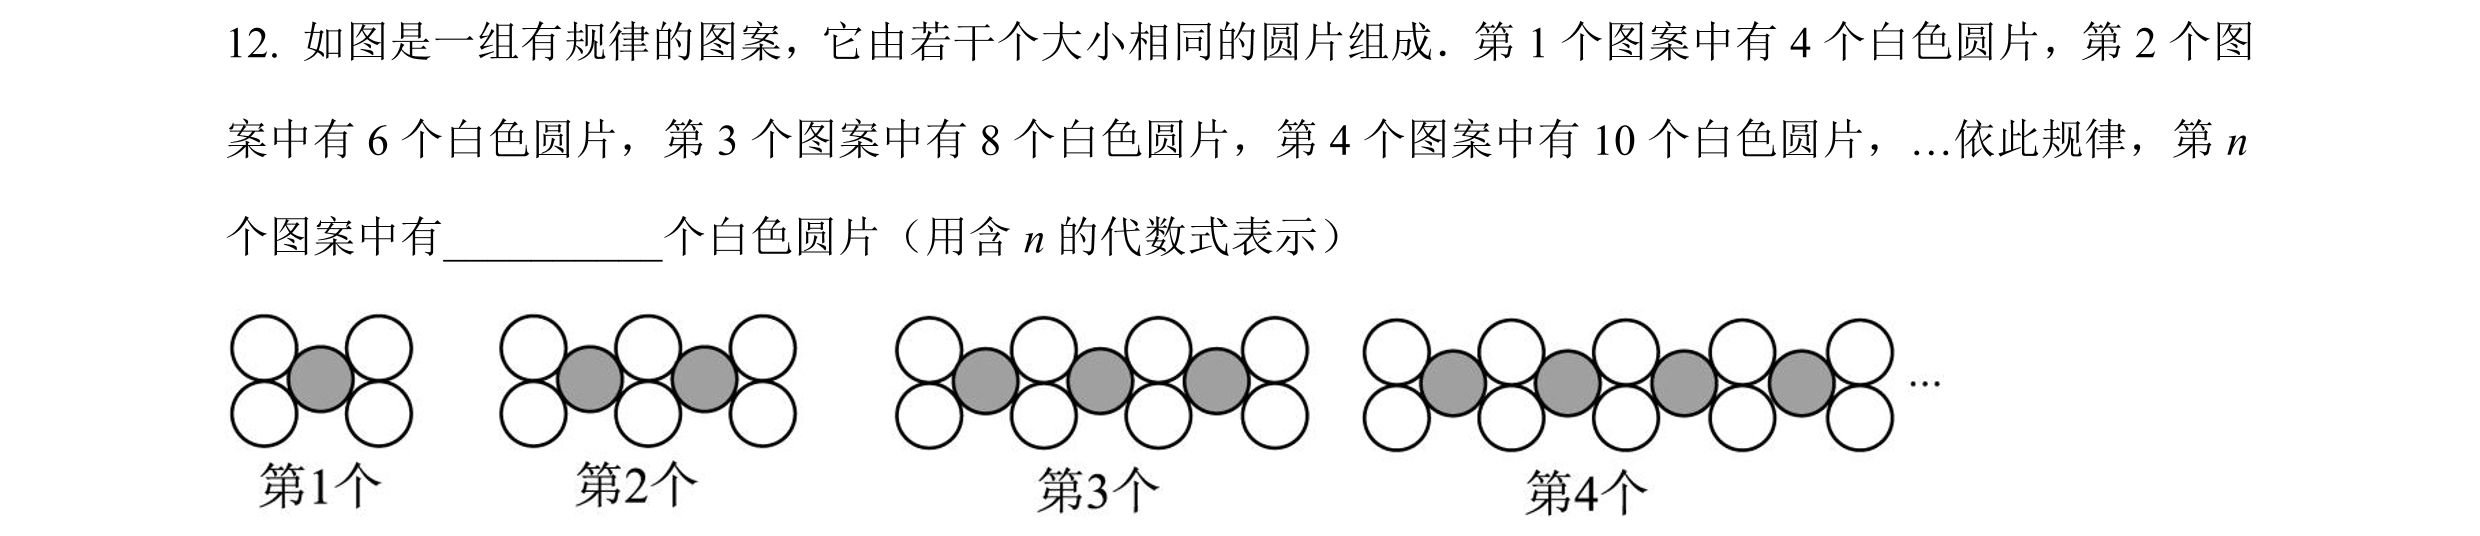 12. 如图是一组有规律的图案，它由若干个大小相同的圆片组成．第 1 个图案中有 4 个白色圆片，第 2 个图
案中有 6 个白色圆片，第 3 个图案中有 8 个白色圆片，第 4 个图案中有 10 个白色圆片，…依此规律，第 n
个图案中有__________个白色圆片（用含 n 的代数式表示）
第1个 第2个 第3个 第4个 …